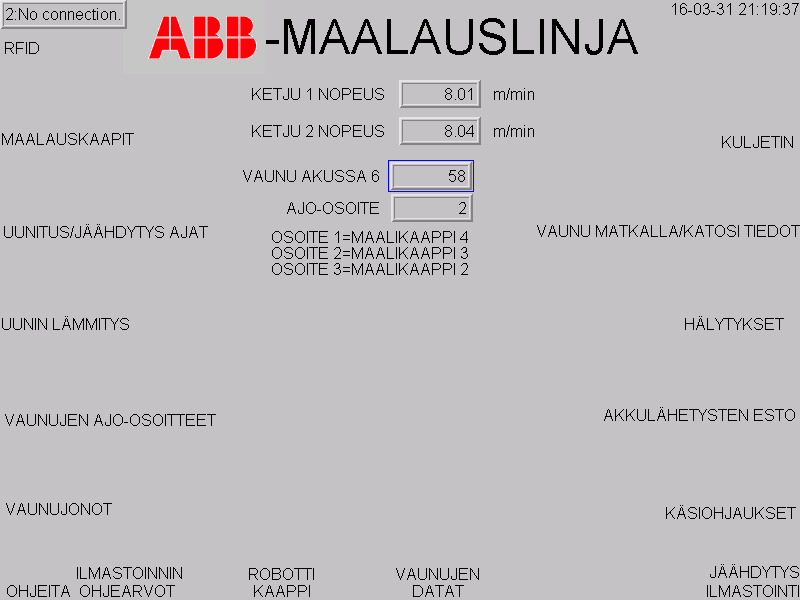 2:No connection.
16-03-31 21:19:37
RFID
ABB-MAALAUSLINJA
KETJU 1 NOPEUS 8.01 m/min
KETJU 2 NOPEUS 8.04 m/min
MAALAUSKAAPIT
KULJETIN
VAUNU AKUSSA 6 58
AJO-OSOITE 2
UUNITUS/JÄÄHDYTYS AJAT
VAUNU MATKALLA/KATOSI TIEDOT
OSOITE 1=MAALIKAAPPI 4
OSOITE 2=MAALIKAAPPI 3
OSOITE 3=MAALIKAAPPI 2
UUNIN LÄMMITYS
HÄLYTYKSET
VAUNUJEN AJO-OSOITTEET
AKKULÄHETYSTEN ESTO
VAUNUJONOT
KÄSIOHJAUKSET
OHJEITA
ILMASTOINNIN
OHJEARVOT
ROBOTTI
KAAPPI
VAUNUJEN
DATAT
JÄÄHDYTYS
ILMASTOINTI